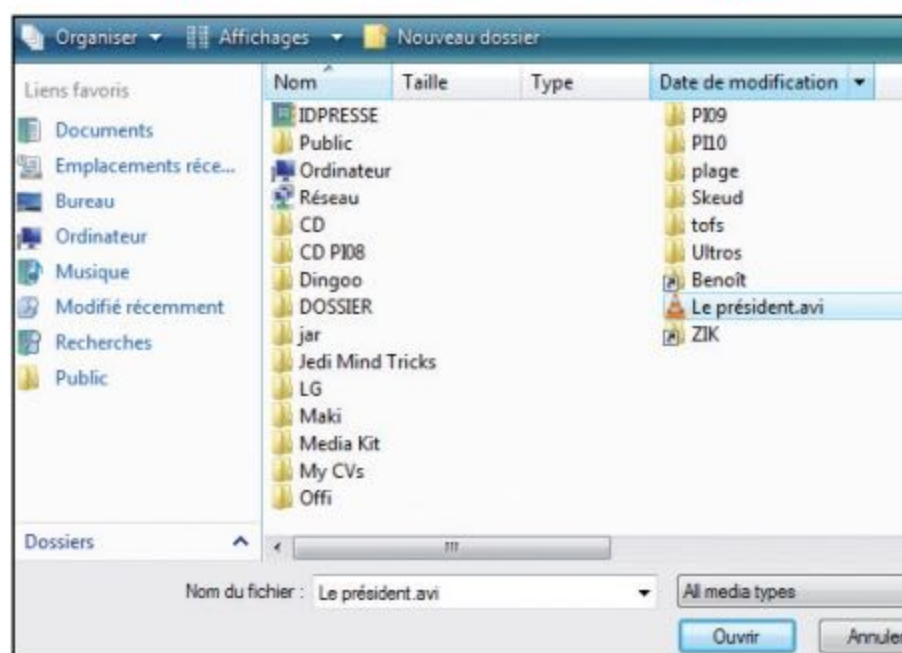 Organiser Affichages Nouveau dossier
Liens favoris
Documents
Emplacements réce...
Bureau
Ordinateur
Musique
Modifié récemment
Recherches
Public
Dossiers
Nom Taille Type Date de modification
IDPRESSE
Public
Ordinateur
Réseau
CD
CD PI08
Dingoo
DOSSIER
jar
Jedi Mind Tricks
LG
Maki
Media Kit
My CVs
Offi
PI09
PI10
plage
Skeud
tofs
Ultros
Benoît
Le président.avi
ZIK
Nom du fichier : Le président.avi All media types
Ouvrir Annuler